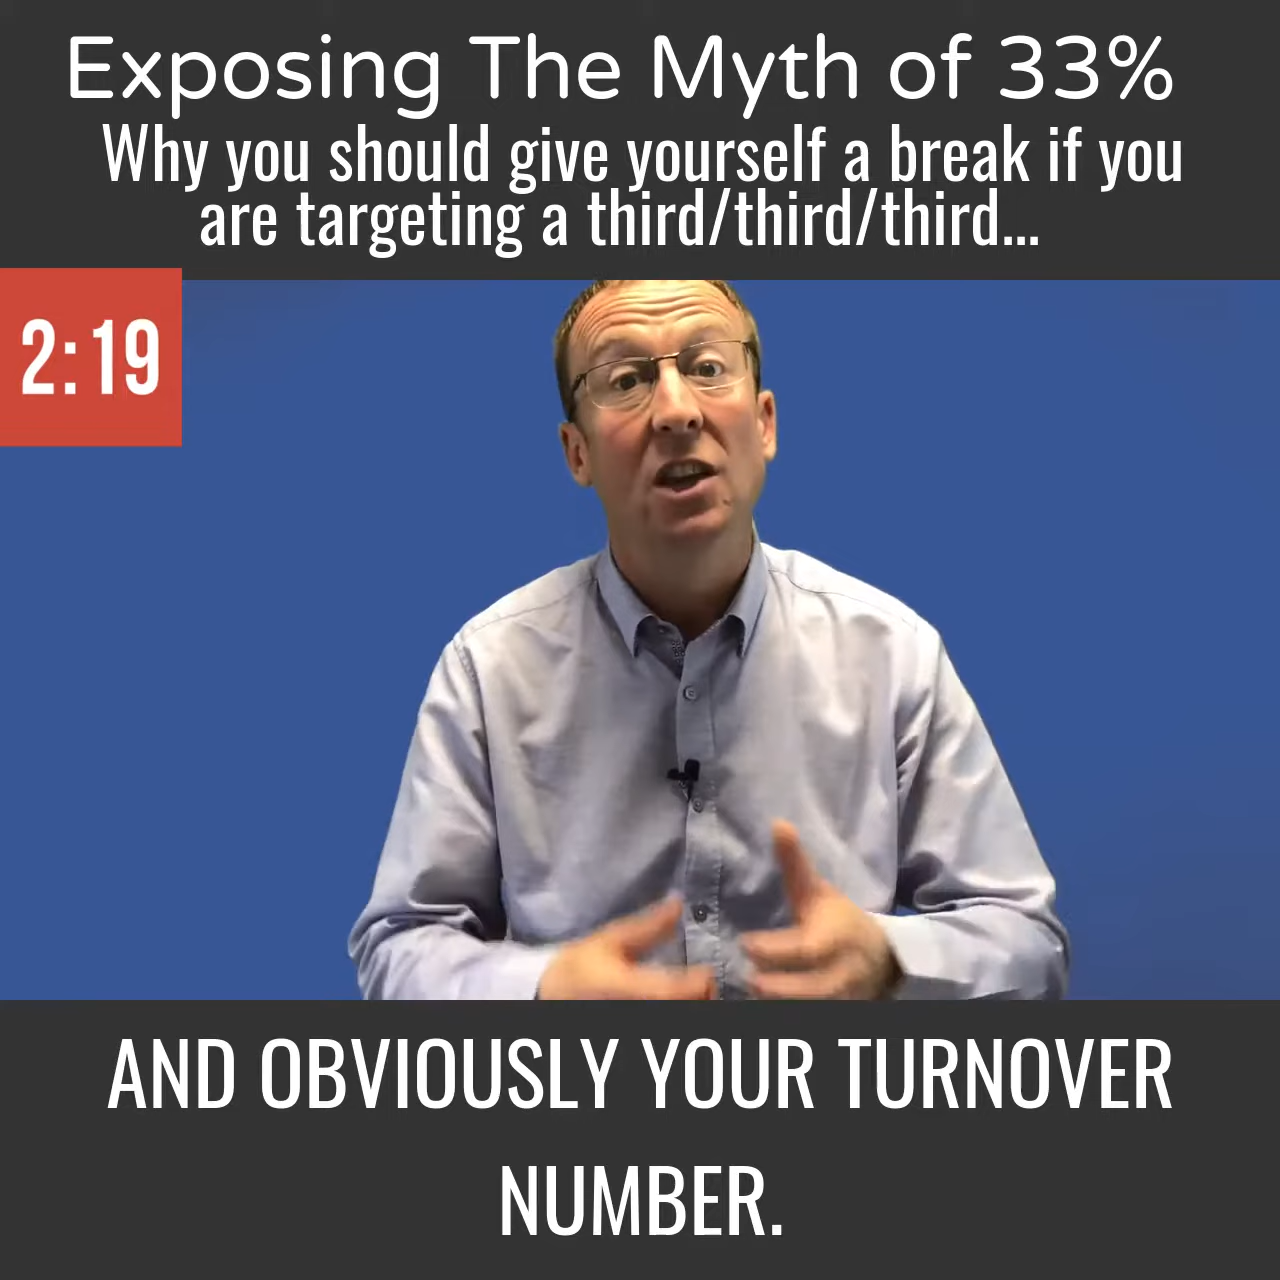 Exposing The Myth of 33%
Why you should give yourself a break if you
are targeting a third/third/third...
2:19
AND OBVIOUSLY YOUR TURNOVER
NUMBER.